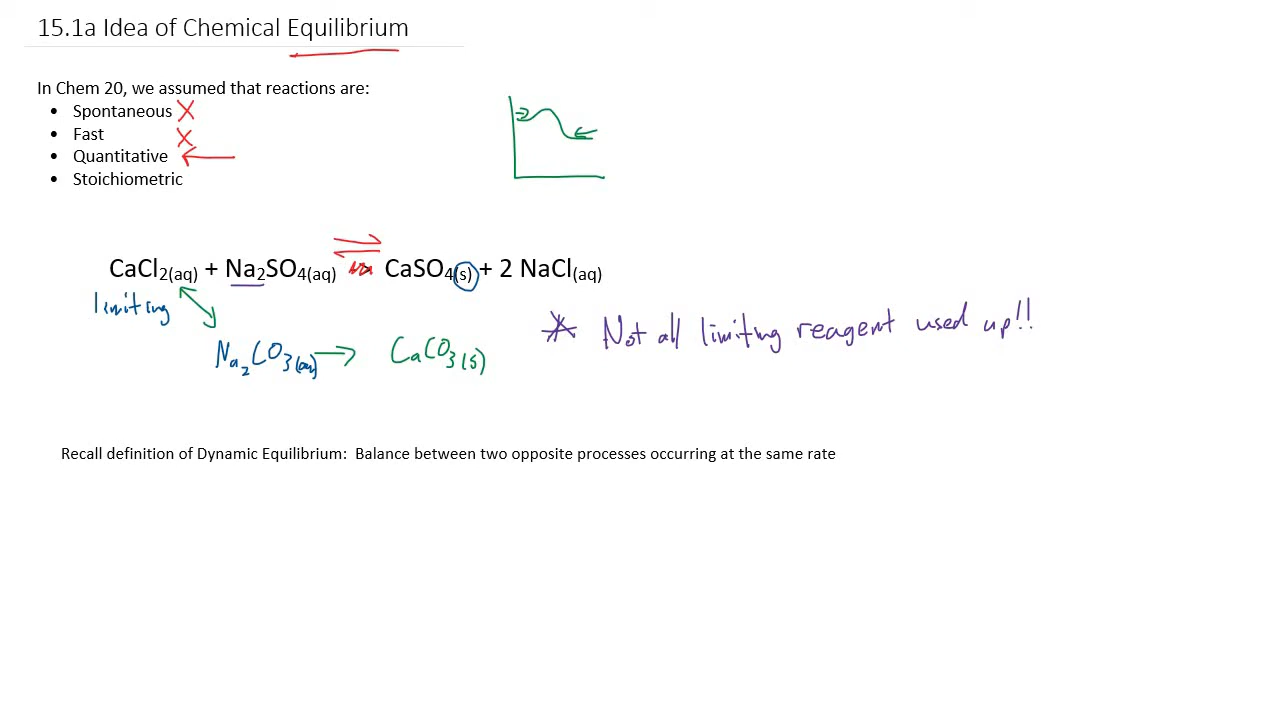 15.1a Idea of Chemical Equilibrium
In Chem 20, we assumed that reactions are:
• Spontaneous X
• Fast X
• Quantitative ←
• Stoichiometric
CaCl₂(aq) + Na₂SO₄(aq) ⇌ CaSO₄(s) + 2 NaCl(aq)
limiting
Na₂CO₃(aq) → CaCO₃(s)
* Not all limiting reagent used up!!
Recall definition of Dynamic Equilibrium: Balance between two opposite processes occurring at the same rate